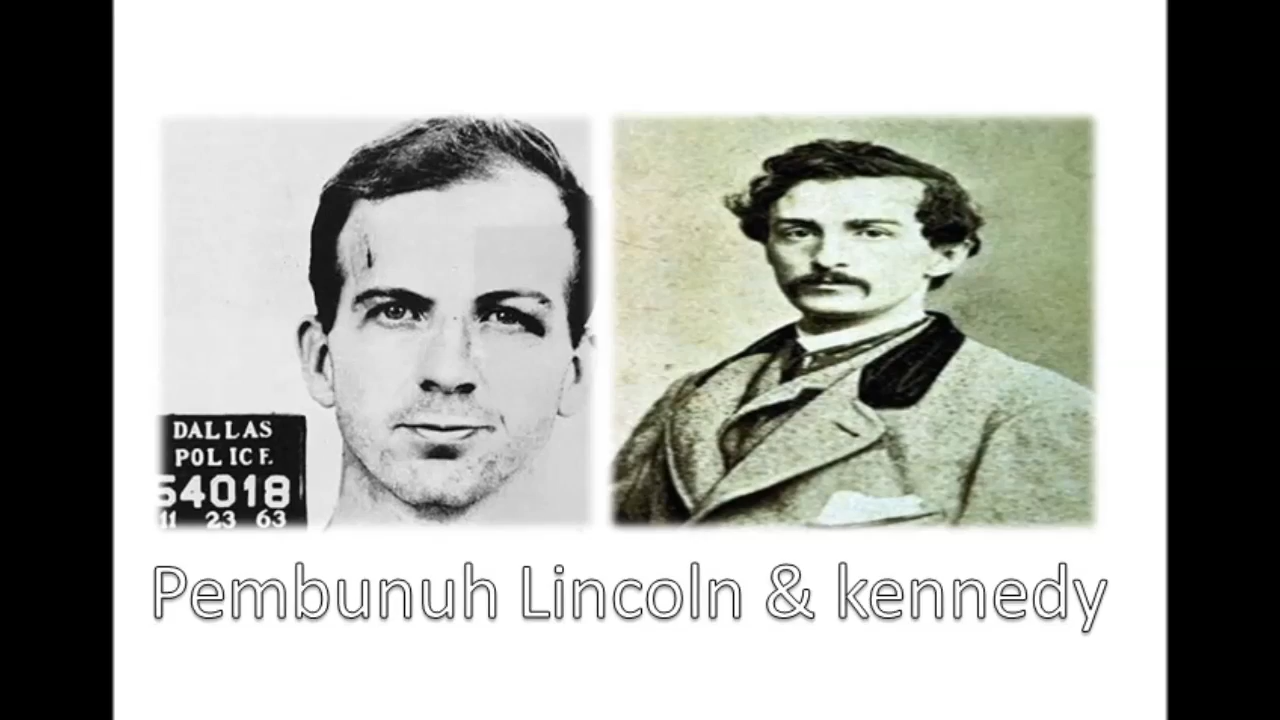 DALLAS
POLICE
54018
11 23 63
Pembunuh Lincoln & kennedy